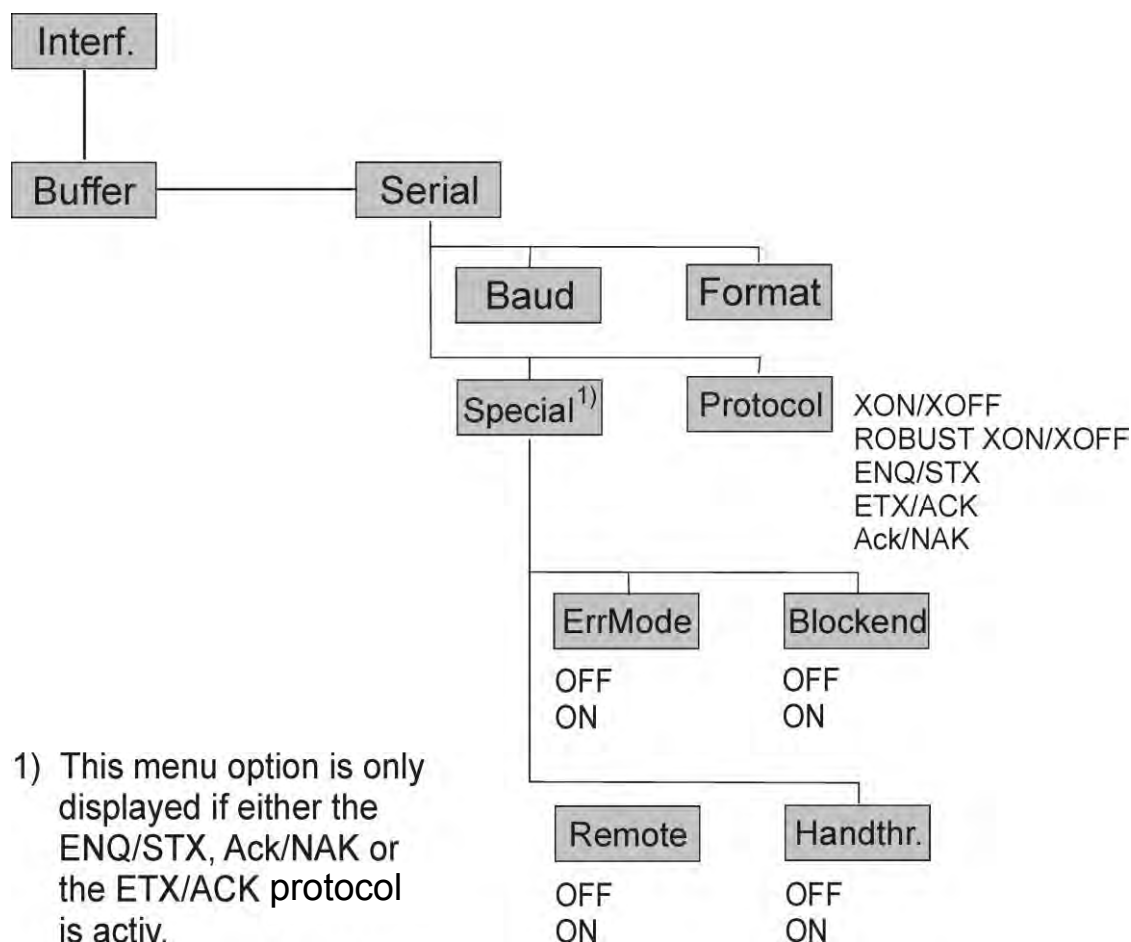 Interf.
Buffer
Serial
Baud
Format
Special1)
Protocol
XON/XOFF
ROBUST XON/XOFF
ENQ/STX
ETX/ACK
Ack/NAK
ErrMode
Blockend
OFF
OFF
ON
ON
1) This menu option is only
displayed if either the
ENQ/STX, Ack/NAK or
the ETX/ACK protocol
is activ.
Remote
Handthr.
OFF
OFF
ON
ON